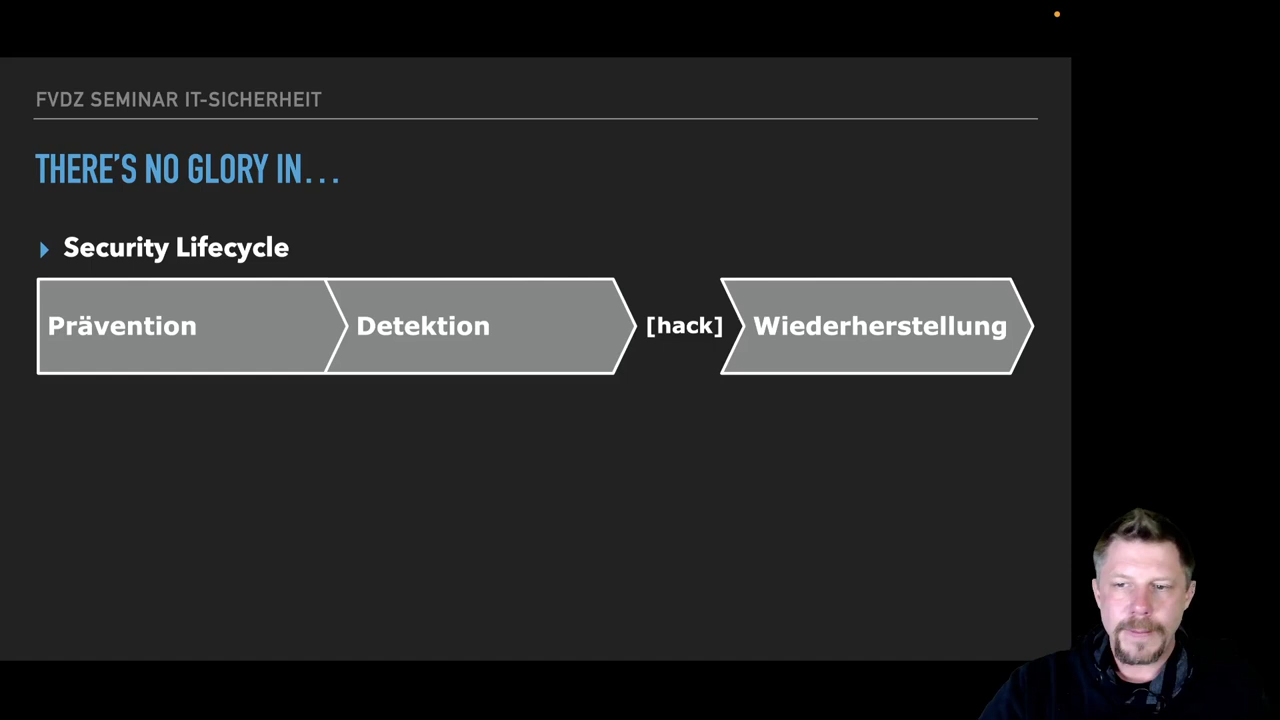 FVDZ SEMINAR IT-SICHERHEIT
THERE'S NO GLORY IN...
Security Lifecycle
Prävention
Detektion
[hack]
Wiederherstellung